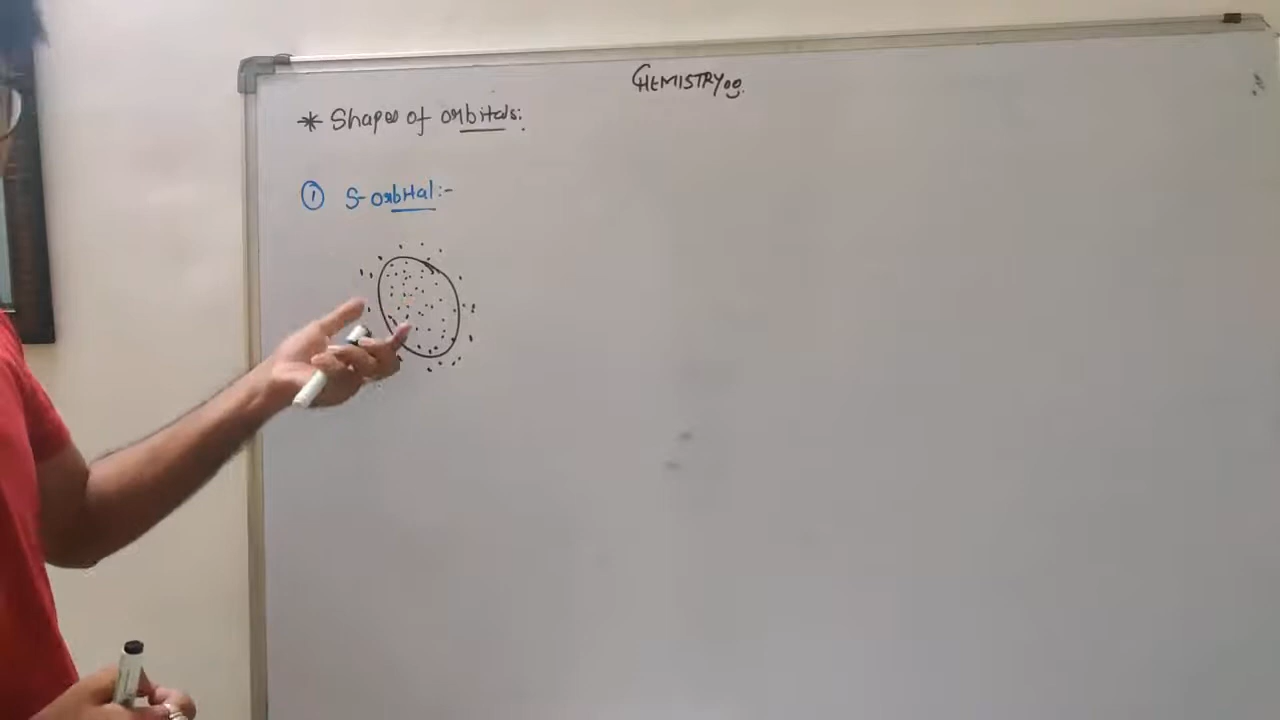 CHEMISTRY
* Shapes of orbitals:
① S-orbital:-